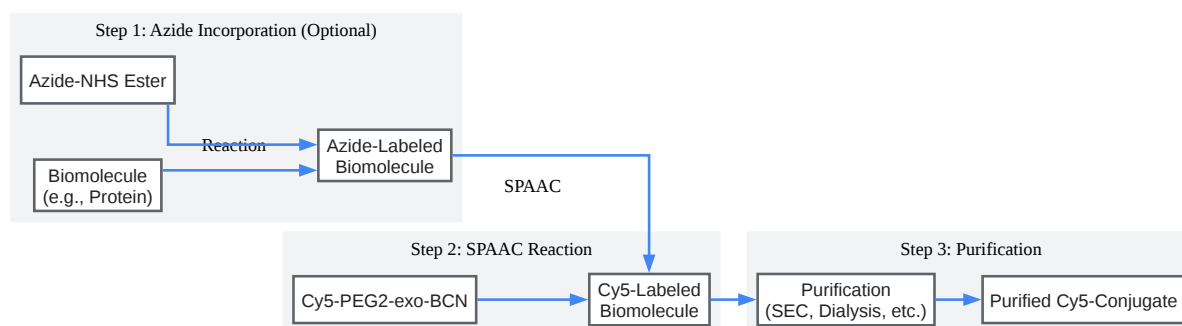 Step 1: Azide Incorporation (Optional)
Azide-NHS Ester
Reaction
Azide-Labeled
Biomolecule
Biomolecule
(e.g., Protein)
SPAAC
Step 2: SPAAC Reaction
Cy5-PEG2-exo-BCN
Cy5-Labeled
Biomolecule
Step 3: Purification
Purification
(SEC, Dialysis, etc.)
Purified Cy5-Conjugate